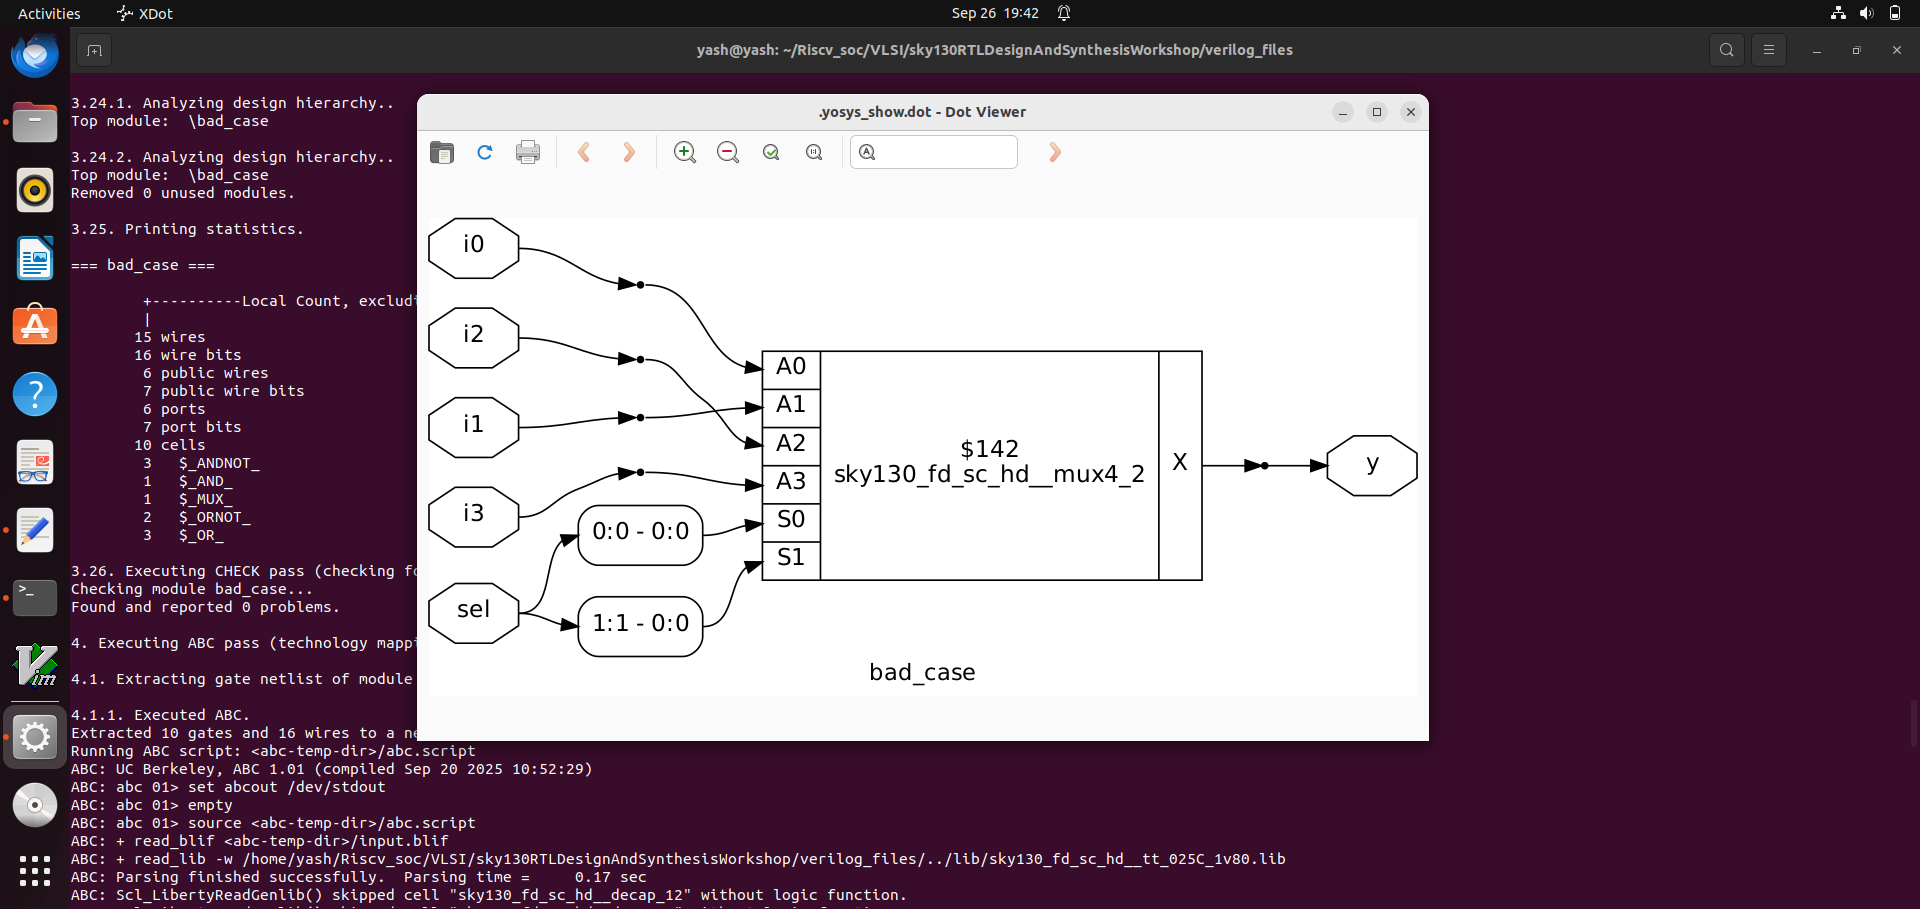 Activities
XDot
Sep 26 19:42
yash@yash: ~/Riscv_soc/VLSI/sky130RTLDesignAndSynthesisWorkshop/verilog_files
3.24.1. Analyzing design hierarchy..
Top module:  \bad_case
3.24.2. Analyzing design hierarchy..
Top module:  \bad_case
Removed 0 unused modules.
3.25. Printing statistics.
=== bad_case ===
+----------Local Count, excludi
|
15 wires
16 wire bits
6 public wires
7 public wire bits
6 ports
7 port bits
10 cells
3   $_ANDNOT_
1   $_AND_
1   $_MUX_
2   $_ORNOT_
3   $_OR_
3.26. Executing CHECK pass (checking fo
Checking module bad_case...
Found and reported 0 problems.
4. Executing ABC pass (technology mappi
4.1. Extracting gate netlist of module
4.1.1. Executed ABC.
Extracted 10 gates and 16 wires to a ne
Running ABC script: <abc-temp-dir>/abc.script
ABC: UC Berkeley, ABC 1.01 (compiled Sep 20 2025 10:52:29)
ABC: abc 01> set abcout /dev/stdout
ABC: abc 01> empty
ABC: abc 01> source <abc-temp-dir>/abc.script
ABC: + read_blif <abc-temp-dir>/input.blif
ABC: + read_lib -w /home/yash/Riscv_soc/VLSI/sky130RTLDesignAndSynthesisWorkshop/verilog_files/../lib/sky130_fd_sc_hd__tt_025C_1v80.lib
ABC: Parsing finished successfully.  Parsing time =     0.17 sec
ABC: Scl_LibertyReadGenlib() skipped cell "sky130_fd_sc_hd__decap_12" without logic function.
.yosys_show.dot - Dot Viewer
i0
i2
i1
i3
sel
0:0 - 0:0
1:1 - 0:0
A0
A1
A2
A3
S0
S1
$142
sky130_fd_sc_hd__mux4_2
X
y
bad_case